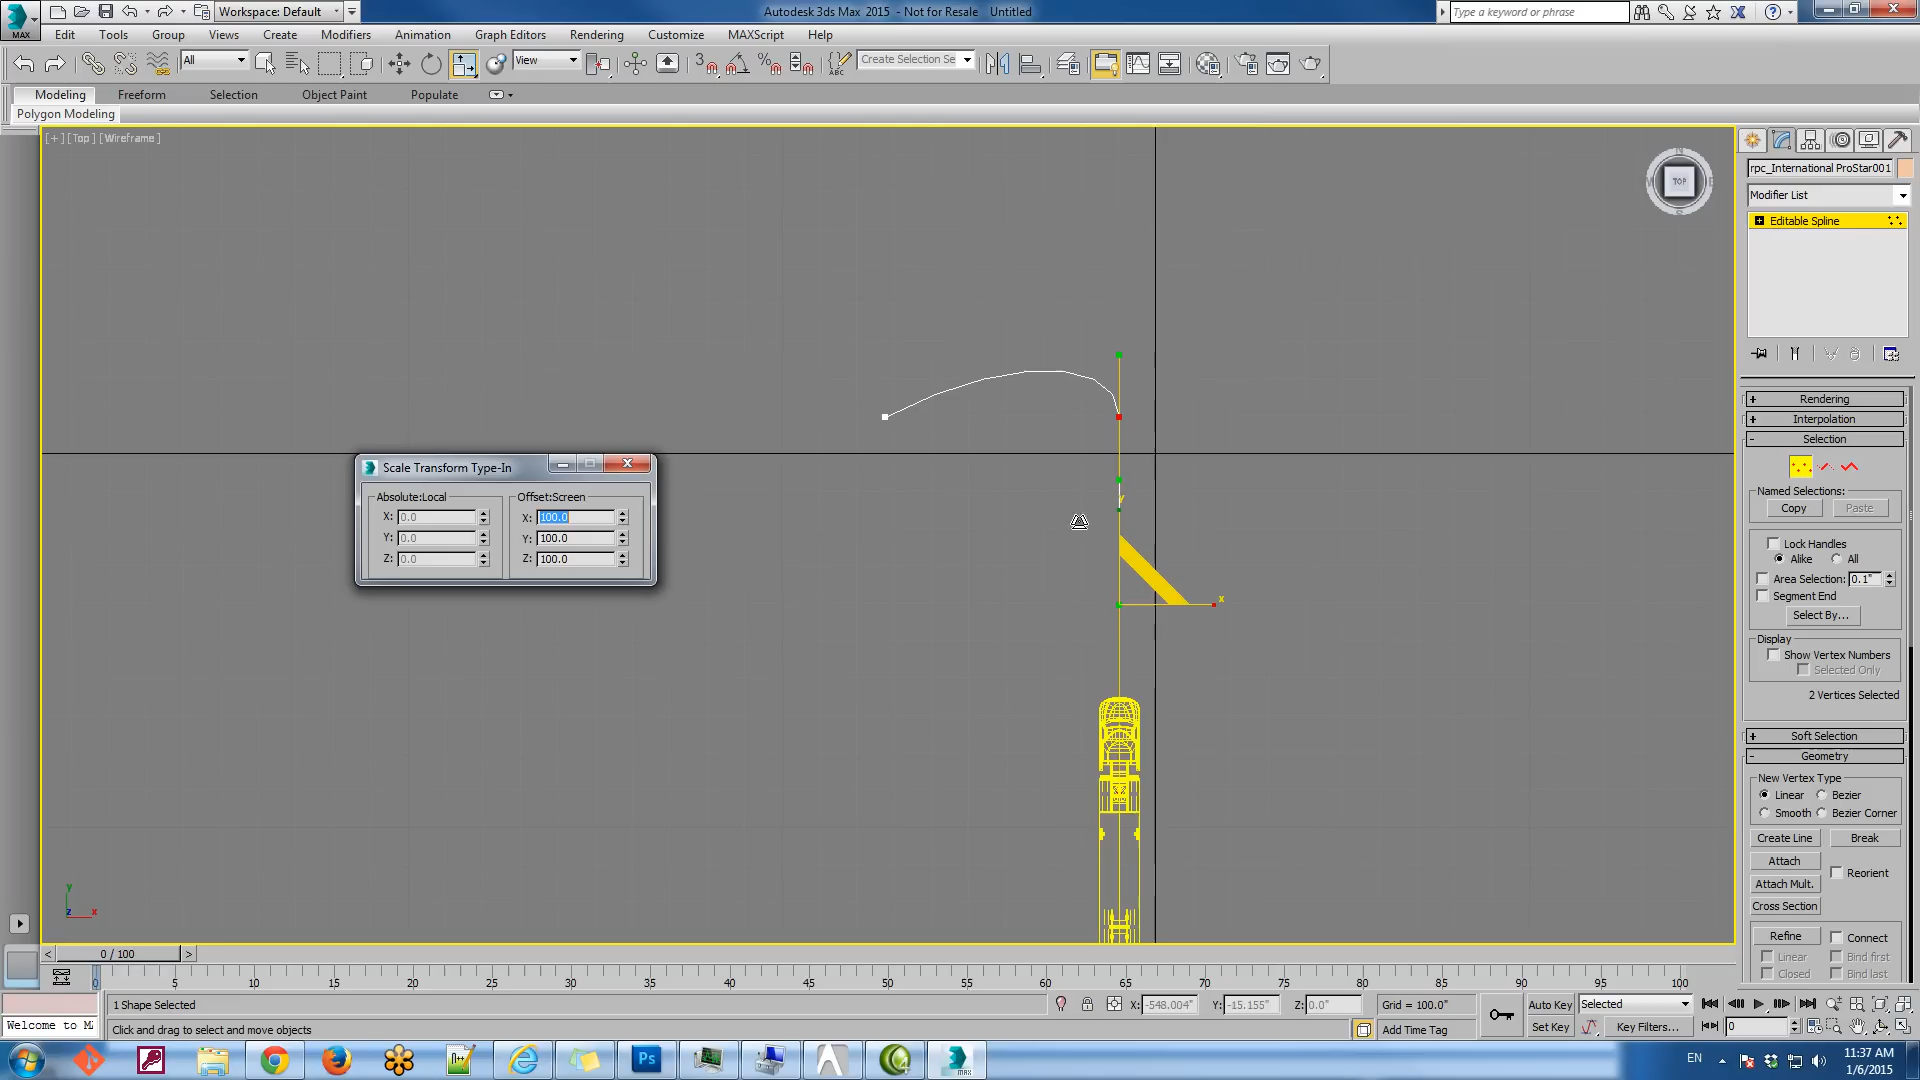 Workspace: Default
Autodesk 3ds Max 2015 - Not for Resale Untitled
Type a keyword or phrase
MAX
Edit Tools Group Views Create Modifiers Animation Graph Editors Rendering Customize MAXScript Help
All
View
3
ABC
Create Selection Se
Modeling Freeform Selection Object Paint Populate
Polygon Modeling
[+][Top][Wireframe]
TOP
rpc_International ProStar001
Modifier List
Editable Spline
Rendering
Interpolation
Selection
Named Selections:
Copy Paste
Lock Handles
Alike All
Area Selection: 0.1"
Segment End
Select By...
Display
Show Vertex Numbers
Selected Only
2 Vertices Selected
Soft Selection
Geometry
New Vertex Type
Linear Bezier
Smooth Bezier Corner
Create Line Break
Attach
Attach Mult. Reorient
Cross Section
Refine Connect
Linear Bind first
Closed Bind last
Scale Transform Type-In
Absolute:Local Offset:Screen
X: 0.0 X: 100.0
Y: 0.0 Y: 100.0
Z: 0.0 Z: 100.0
y
x
y
z x
0 / 100
0 5 10 15 20 25 30 35 40 45 50 55 60 65 70 75 80 85 90 95 100
1 Shape Selected
X: -548.004" Y: -15.155" Z: 0.0" Grid = 100.0"
Auto Key Selected
Welcome to MA
Click and drag to select and move objects
Add Time Tag
Set Key Key Filters...
0
Ps
MAX
EN
11:37 AM
1/6/2015